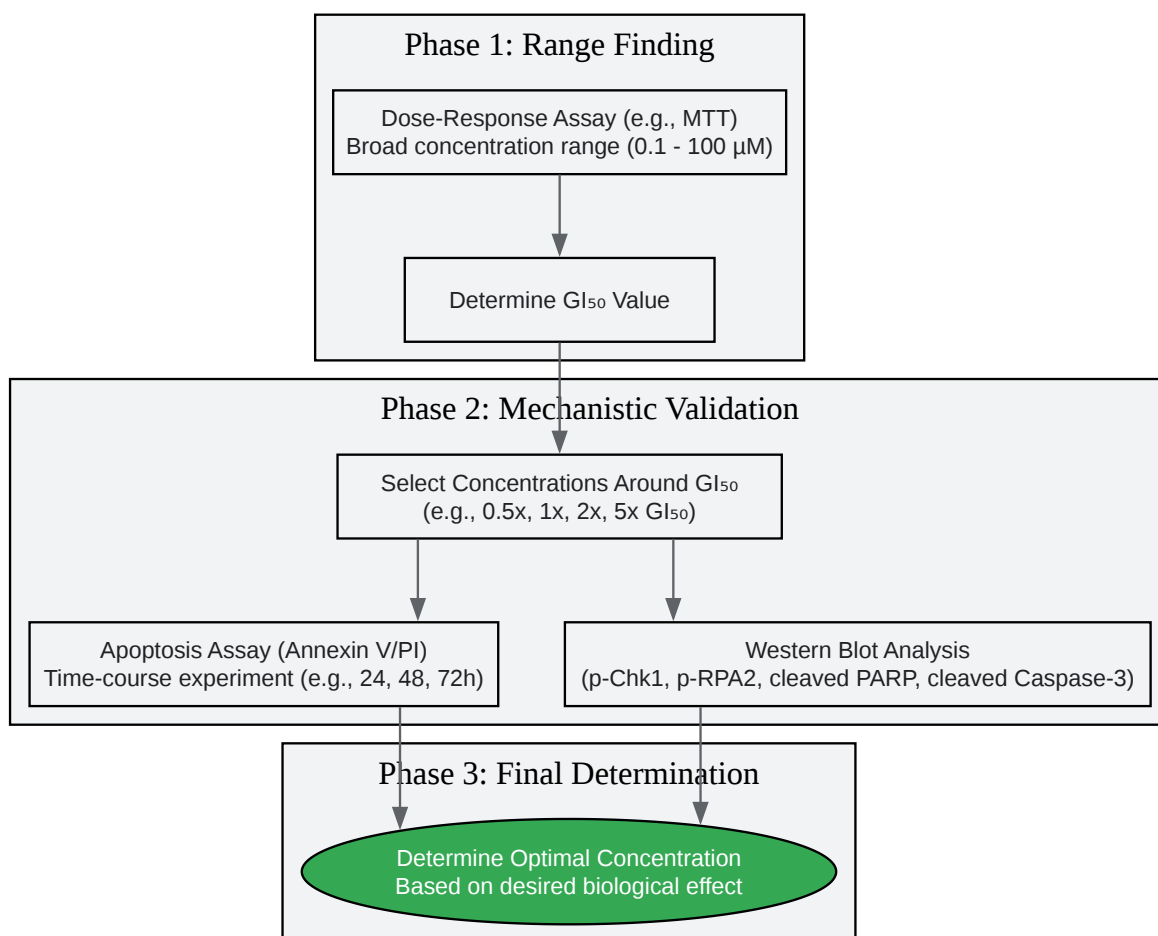 Phase 1: Range Finding
Dose-Response Assay (e.g., MTT)
Broad concentration range (0.1 - 100 µM)
Determine GI₅₀ Value
Phase 2: Mechanistic Validation
Select Concentrations Around GI₅₀
(e.g., 0.5x, 1x, 2x, 5x GI₅₀)
Apoptosis Assay (Annexin V/PI)
Time-course experiment (e.g., 24, 48, 72h)
Western Blot Analysis
(p-Chk1, p-RPA2, cleaved PARP, cleaved Caspase-3)
Phase 3: Final Determination
Determine Optimal Concentration
Based on desired biological effect